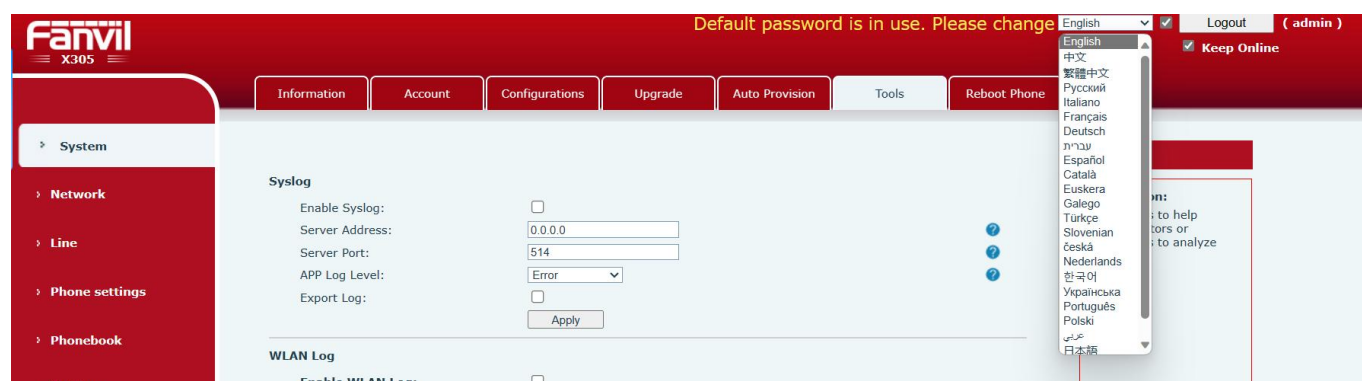 Fanvil
X305
Default password is in use. Please change
English
Logout
( admin )
Keep Online
English
中文
繁體中文
Русский
Italiano
Français
Deutsch
עברית
Español
Català
Euskera
Galego
Türkçe
Slovenian
česká
Nederlands
한국어
Українська
Português
Polski
عربي
日本語
Information
Account
Configurations
Upgrade
Auto Provision
Tools
Reboot Phone
System
Network
Line
Phone settings
Phonebook
Syslog
Enable Syslog:
Server Address:
0.0.0.0
Server Port:
514
APP Log Level:
Error
Export Log:
Apply
WLAN Log
Enable WLAN Log:
to help
to analyze